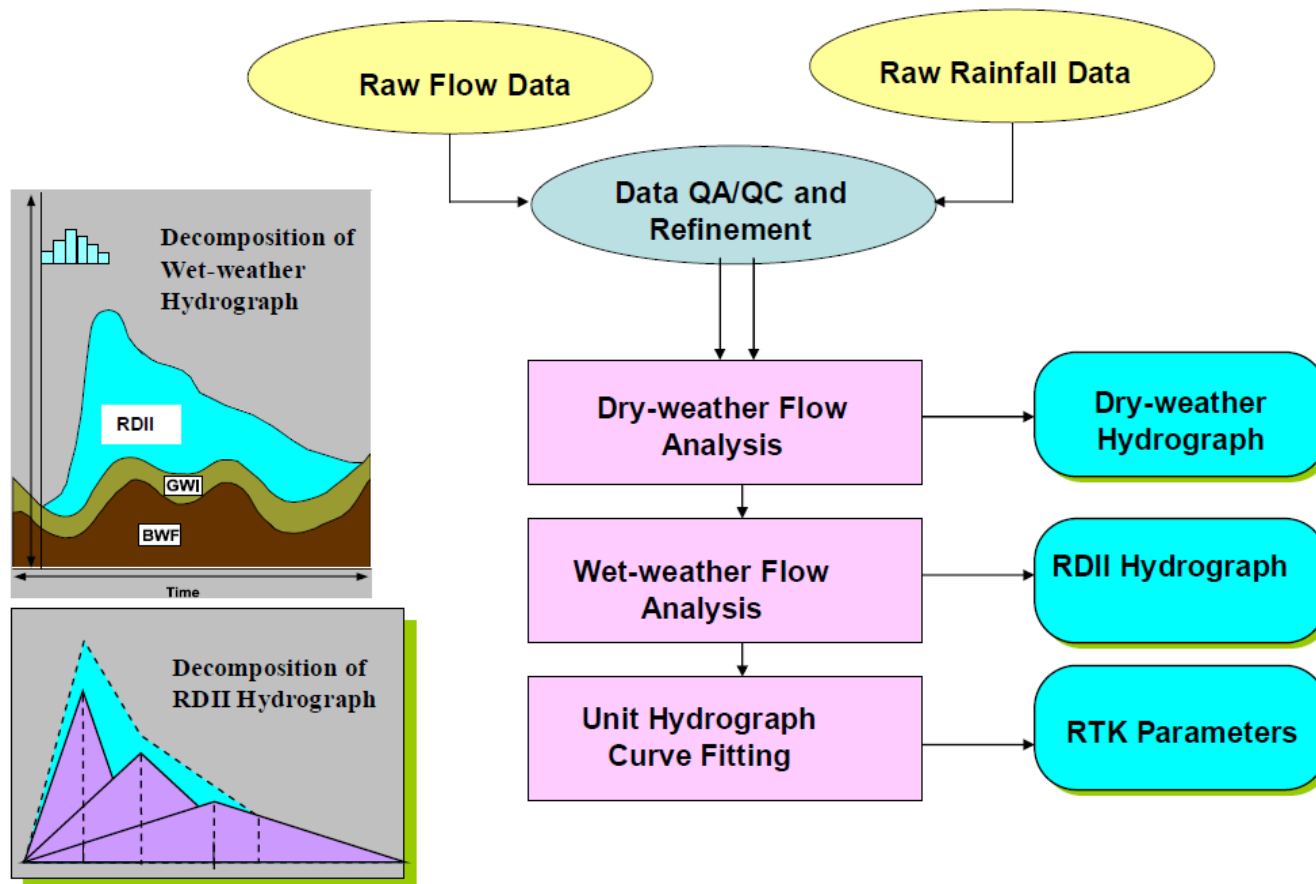 Raw Flow Data
Raw Rainfall Data
Data QA/QC and
Refinement
Decomposition of
Wet-weather
Hydrograph
RDII
GWI
BWF
Time
Decomposition of
RDII Hydrograph
Dry-weather Flow
Analysis
Dry-weather
Hydrograph
Wet-weather Flow
Analysis
RDII Hydrograph
Unit Hydrograph
Curve Fitting
RTK Parameters